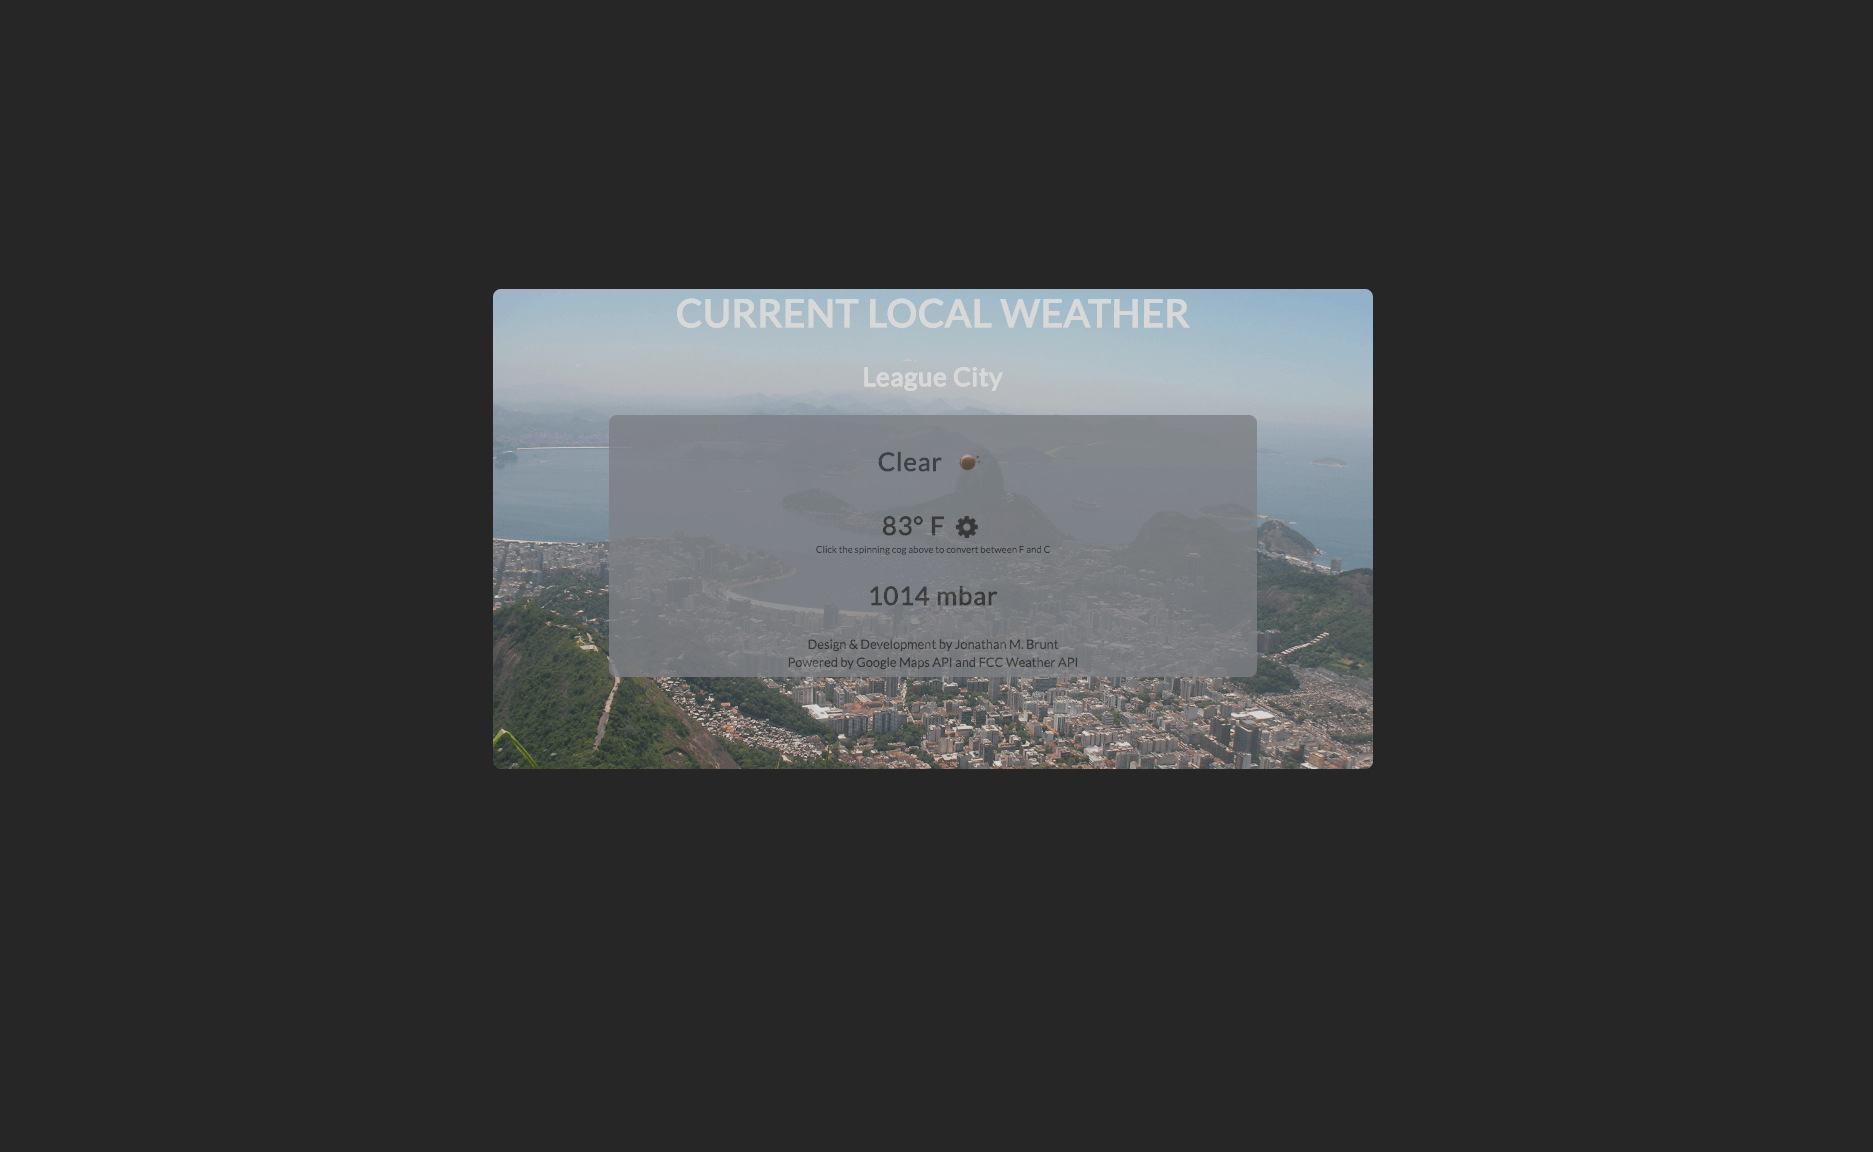 CURRENT LOCAL WEATHER
League City
Clear
83° F
Click the spinning cog above to convert between F and C
1014 mbar
Design & Development by Jonathan M. Brunt
Powered by Google Maps API and FCC Weather API